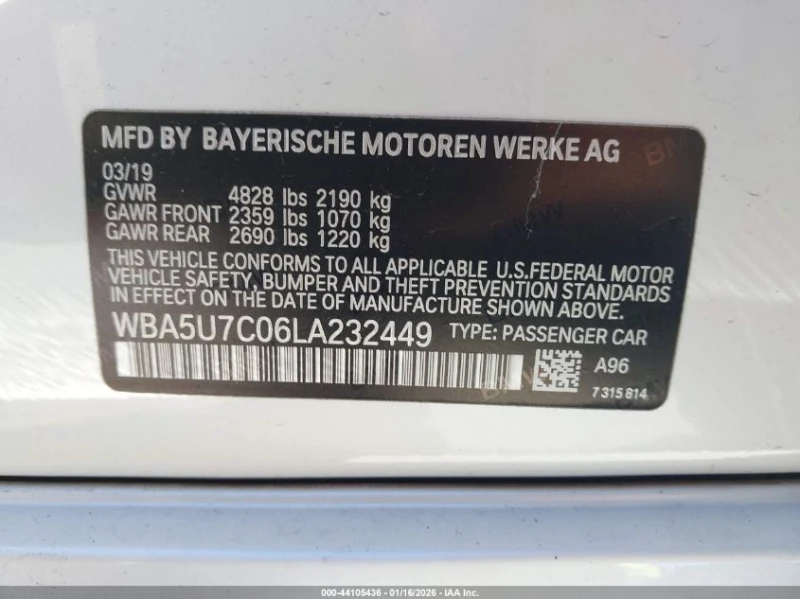 MFD BY BAYERISCHE MOTOREN WERKE AG
03/19
GVWR 4828 lbs 2190 kg
GAWR FRONT 2359 lbs 1070 kg
GAWR REAR 2690 lbs 1220 kg
THIS VEHICLE CONFORMS TO ALL APPLICABLE U.S.FEDERAL MOTOR
VEHICLE SAFETY, BUMPER AND THEFT PREVENTION STANDARDS
IN EFFECT ON THE DATE OF MANUFACTURE SHOWN ABOVE.
WBA5U7C06LA232449 TYPE: PASSENGER CAR
A96
7 315 814
000-44105436 - 01/16/2026 - IAA Inc.